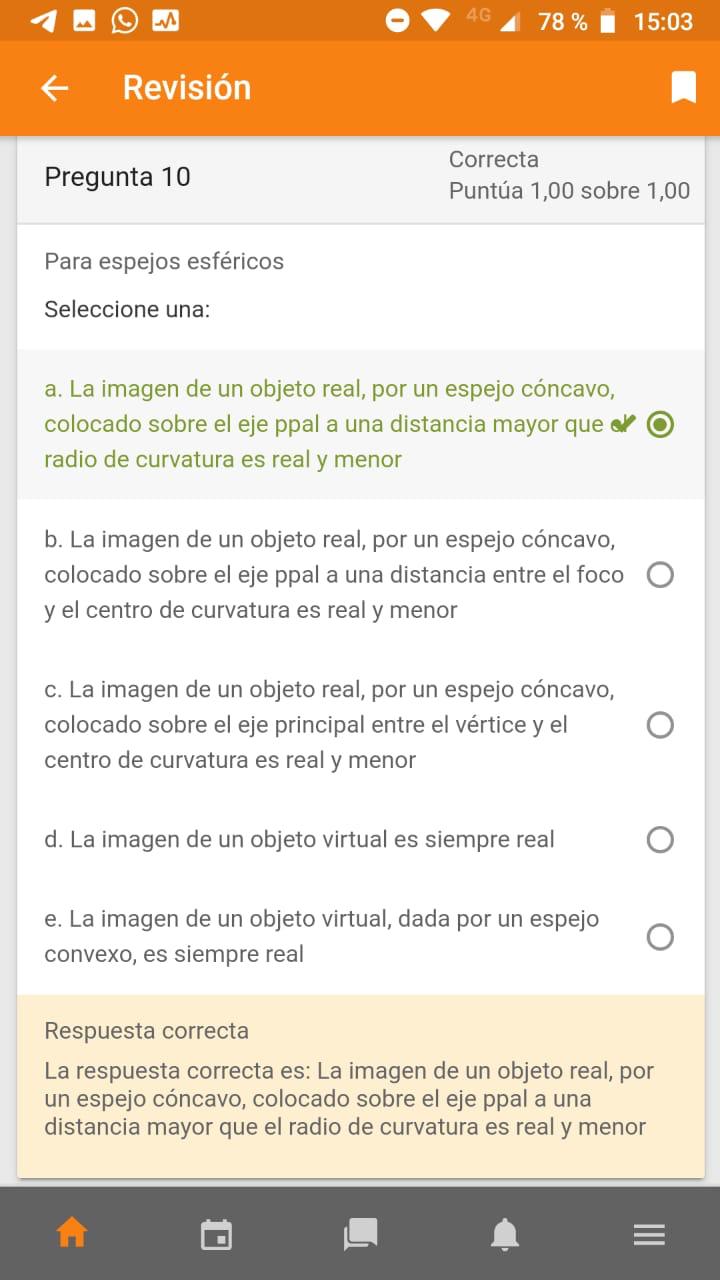 4G 78 % 15:03
Revisión
Pregunta 10
Correcta
Puntúa 1,00 sobre 1,00
Para espejos esféricos
Seleccione una:
a. La imagen de un objeto real, por un espejo cóncavo,
colocado sobre el eje ppal a una distancia mayor que el
radio de curvatura es real y menor
b. La imagen de un objeto real, por un espejo cóncavo,
colocado sobre el eje ppal a una distancia entre el foco
y el centro de curvatura es real y menor
c. La imagen de un objeto real, por un espejo cóncavo,
colocado sobre el eje principal entre el vértice y el
centro de curvatura es real y menor
d. La imagen de un objeto virtual es siempre real
e. La imagen de un objeto virtual, dada por un espejo
convexo, es siempre real
Respuesta correcta
La respuesta correcta es: La imagen de un objeto real, por
un espejo cóncavo, colocado sobre el eje ppal a una
distancia mayor que el radio de curvatura es real y menor